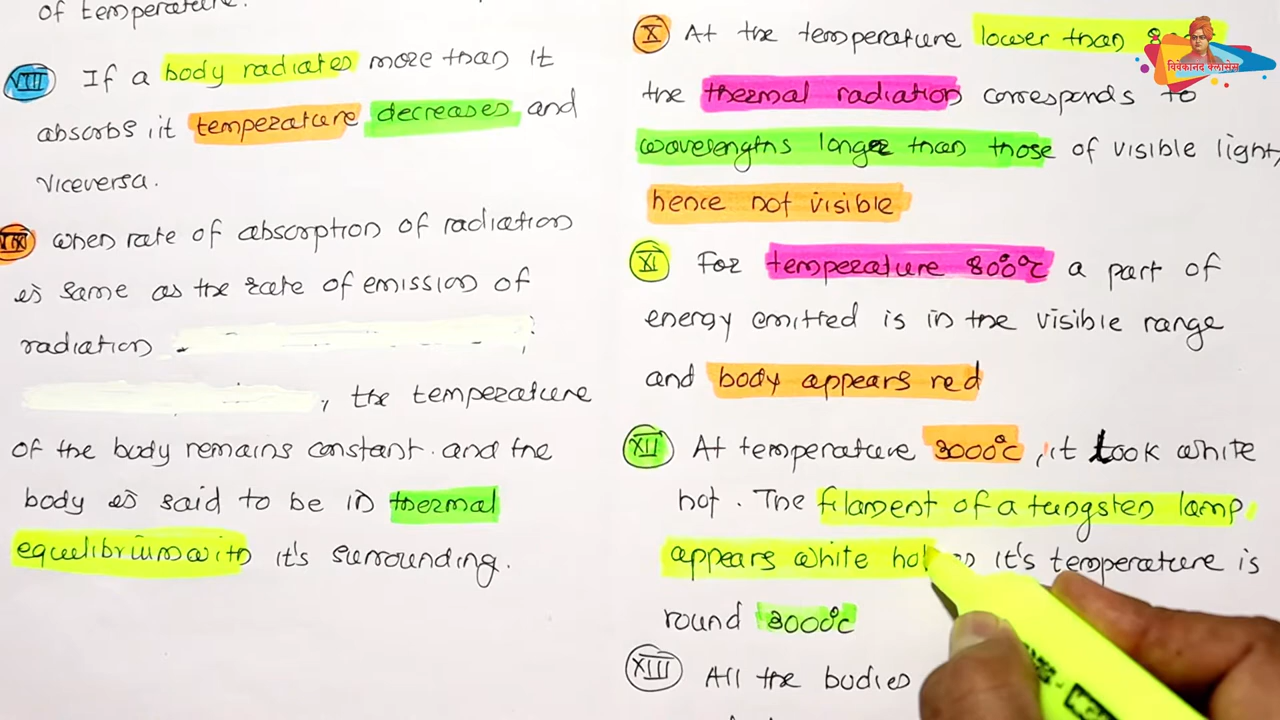 of temperature.
VIII If a body radiates more than it
absorbs it temperature decreases and
viceversa.
IX when rate of absorption of radiation
is same as the rate of emission of
radiation
, the temperature
of the body remains constant. and the
body is said to be in thermal
equilibrium with it's surrounding.
X At the temperature lower than
the thermal radiation corresponds to
wavelengths longer than those of visible light,
hence not visible
XI For temperature 800°C a part of
energy emitted is in the visible range
and body appears red
XII At temperature 3000°C, it look white
hot. The filament of a tungsten lamp
appears white hot it's temperature is
round 3000°C
XIII All the bodies
विवेकानंद क्लासेस